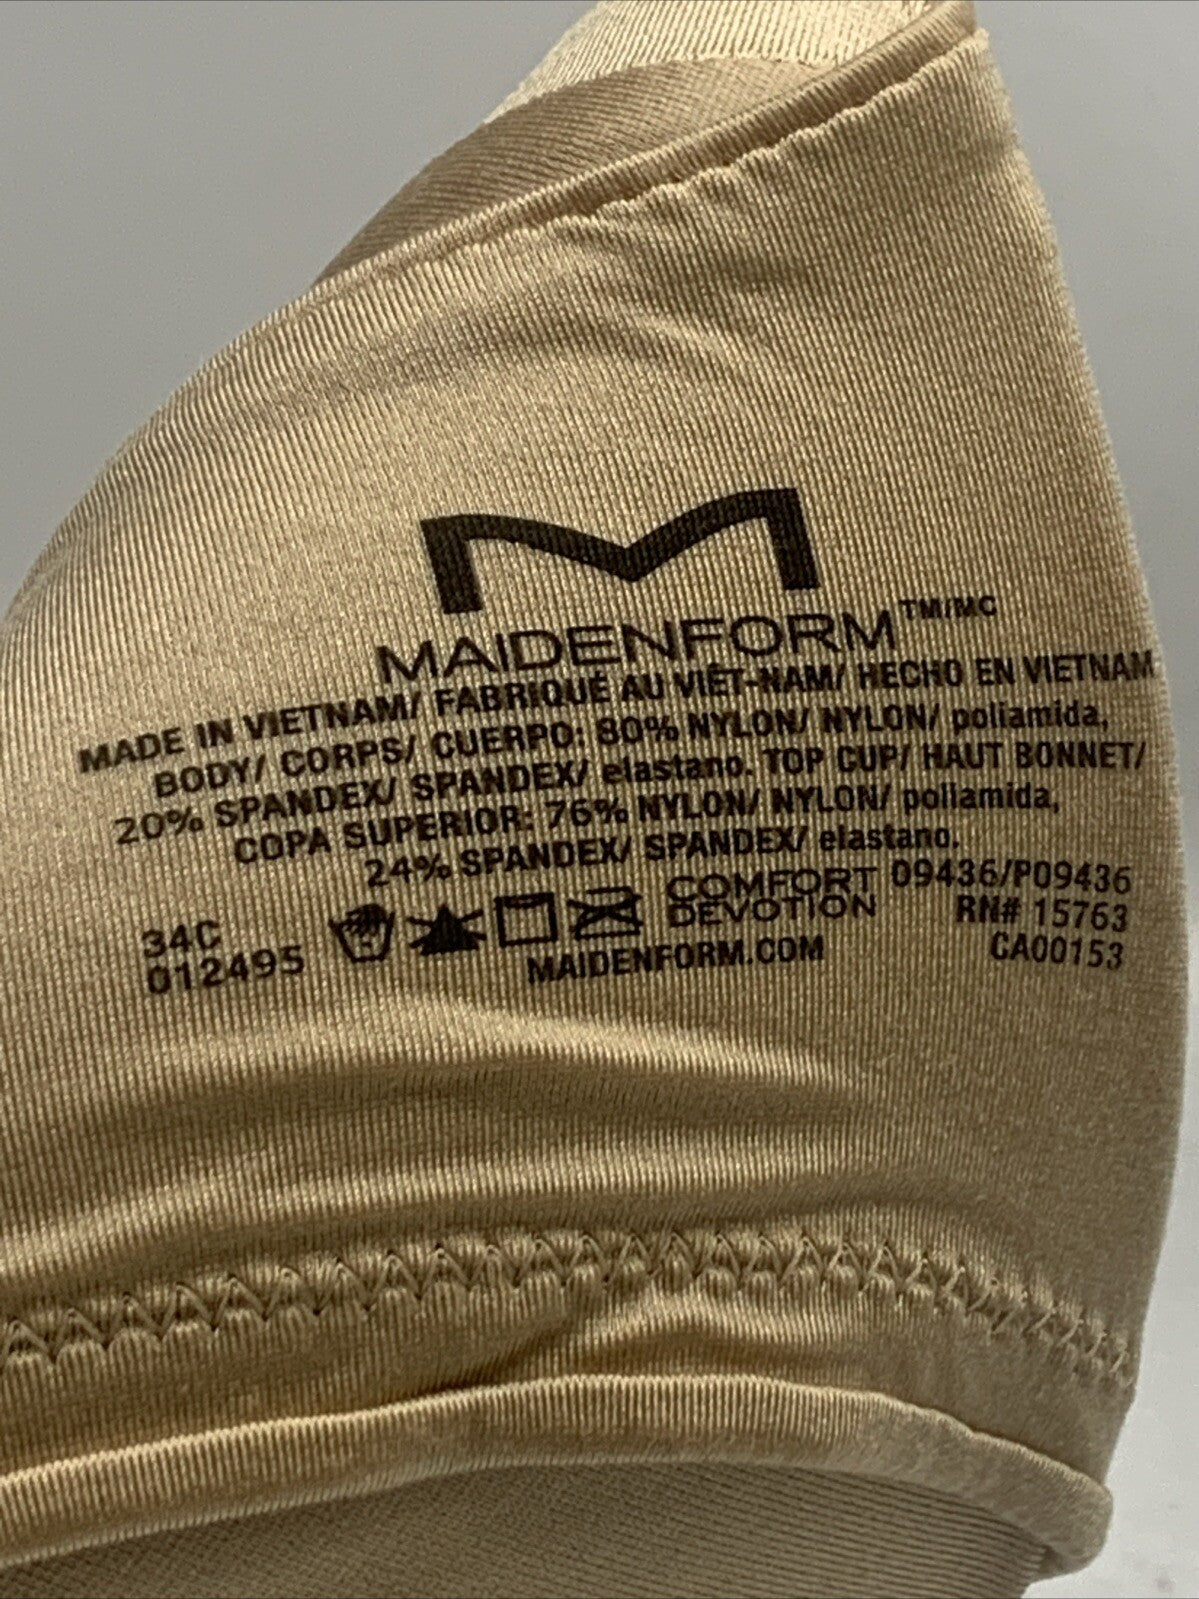 MAIDENFORM™/MC
MADE IN VIETNAM/ FABRIQUÉ AU VIÊT-NAM/ HECHO EN VIETNAM
BODY/ CORPS/ CUERPO: 80% NYLON/ NYLON/ poliamida,
20% SPANDEX/ SPANDEX/ elastano. TOP CUP/ HAUT BONNET/
COPA SUPERIOR: 76% NYLON/ NYLON/ poliamida,
24% SPANDEX/ SPANDEX/ elastano.
34C
012495
COMFORT
DEVOTION
MAIDENFORM.COM
09436/P09436
RN# 15763
CA00153